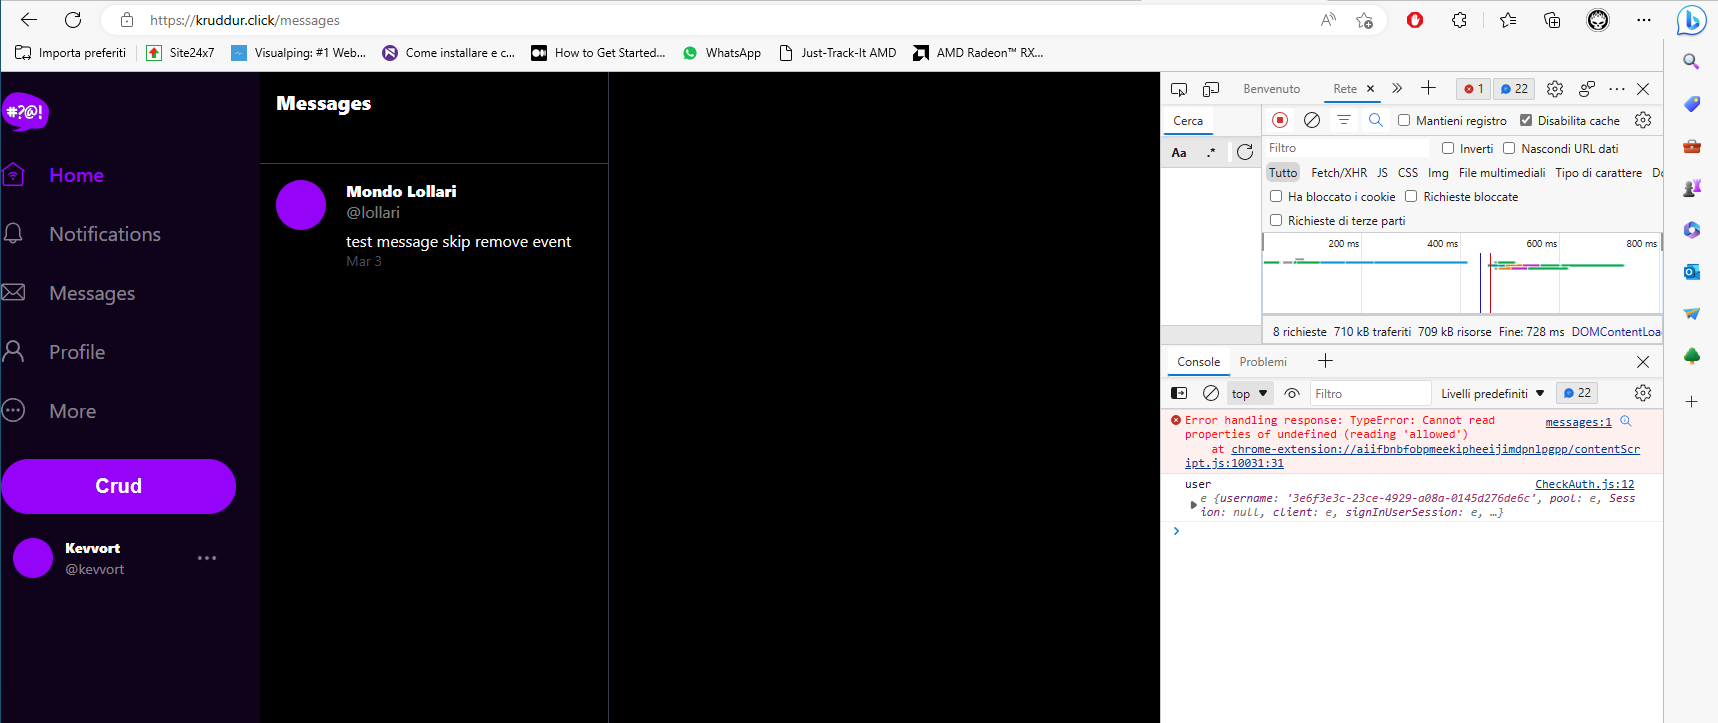 https://kruddur.click/messages
Importa preferiti
Site24x7
Visualping: #1 Web...
Come installare e c...
How to Get Started...
WhatsApp
Just-Track-It AMD
AMD Radeon™ RX...
#?@!
Home
Notifications
Messages
Profile
More
Crud
Kevvort
@kevvort
Messages
Mondo Lollari
@lollari
test message skip remove event
Mar 3
Benvenuto
Rete
1
22
Cerca
Aa
.*
Mantieni registro
Disabilita cache
Filtro
Inverti
Nascondi URL dati
Tutto
Fetch/XHR
JS
CSS
Img
File multimediali
Tipo di carattere
Do
Ha bloccato i cookie
Richieste bloccate
Richieste di terze parti
200 ms
400 ms
600 ms
800 ms
8 richieste
710 kB trasferiti
709 kB risorse
Fine: 728 ms
DOMContentLoa
Console
Problemi
top
Filtro
Livelli predefiniti
22
Error handling response: TypeError: Cannot read
messages:1
properties of undefined (reading 'allowed')
at chrome-extension://aiifbnbfobpmeekipheeijimdpnlpgpp/contentScr
ipt.js:10031:31
user
CheckAuth.js:12
e {username: '3e6f3e3c-23ce-4929-a08a-0145d276de6c', pool: e, Sess
ion: null, client: e, signInUserSession: e, …}